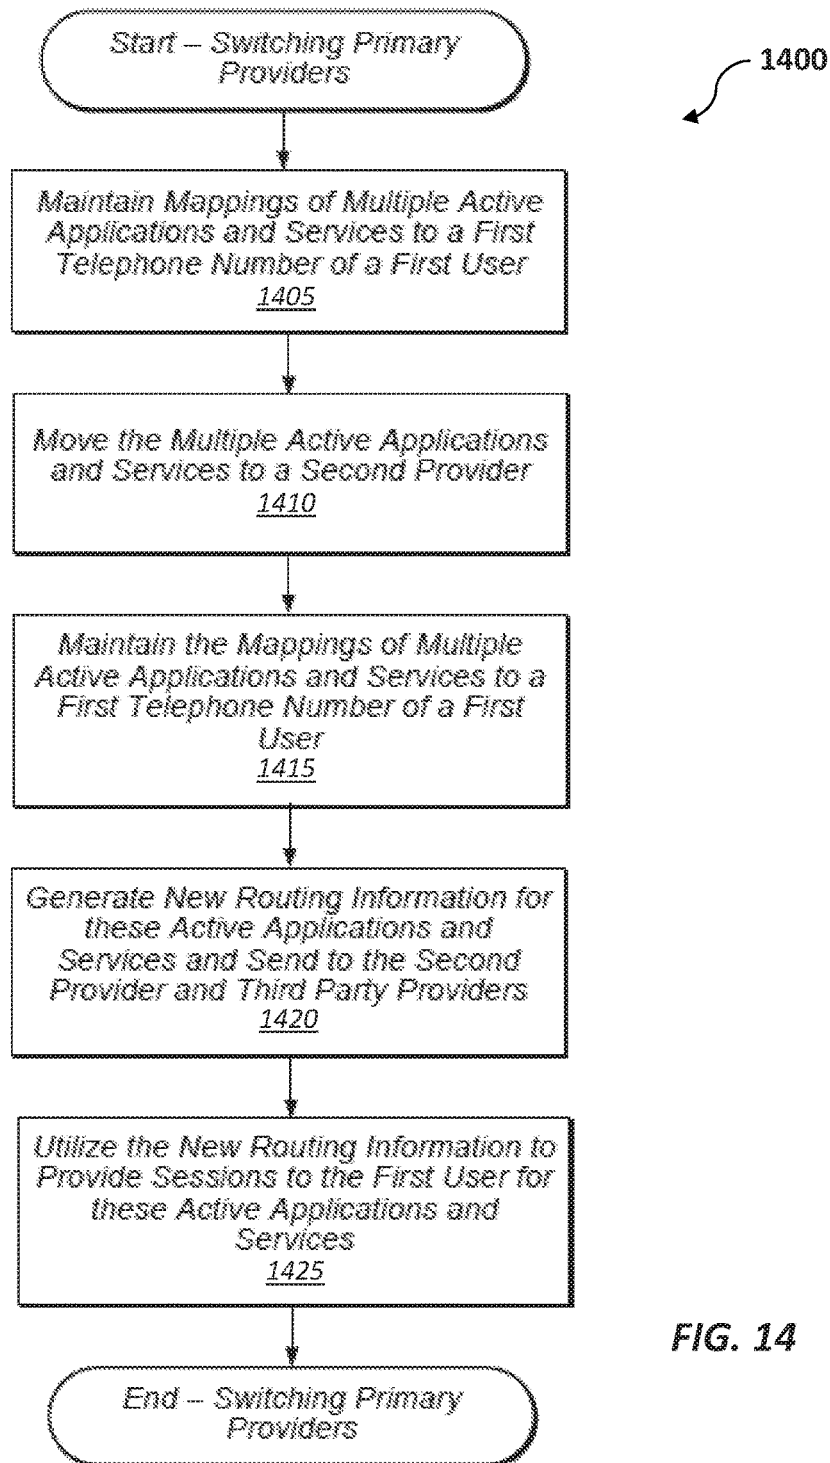 Start – Switching Primary
Providers
1400
Maintain Mappings of Multiple Active
Applications and Services to a First
Telephone Number of a First User
1405
Move the Multiple Active Applications
and Services to a Second Provider
1410
Maintain the Mappings of Multiple
Active Applications and Services to a
First Telephone Number of a First
User
1415
Generate New Routing Information for
these Active Applications and
Services and Send to the Second
Provider and Third Party Providers
1420
Utilize the New Routing Information to
Provide Sessions to the First User for
these Active Applications and
Services
1425
FIG. 14
End – Switching Primary
Providers